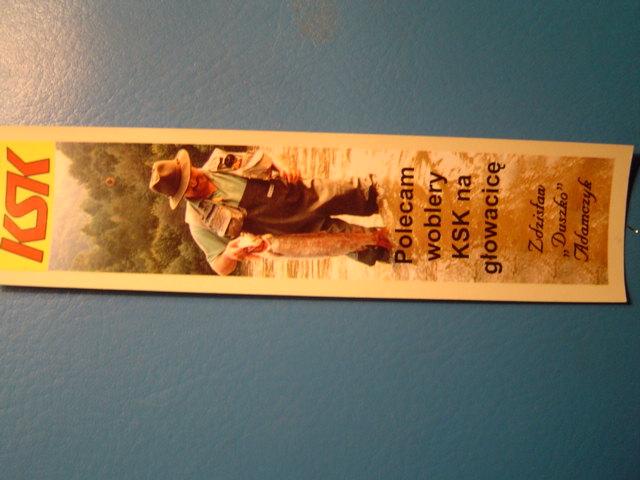 KSK
Polecam
woblery
KSK na
głowacicę
Zdzisław
„Duszko”
Adamczyk